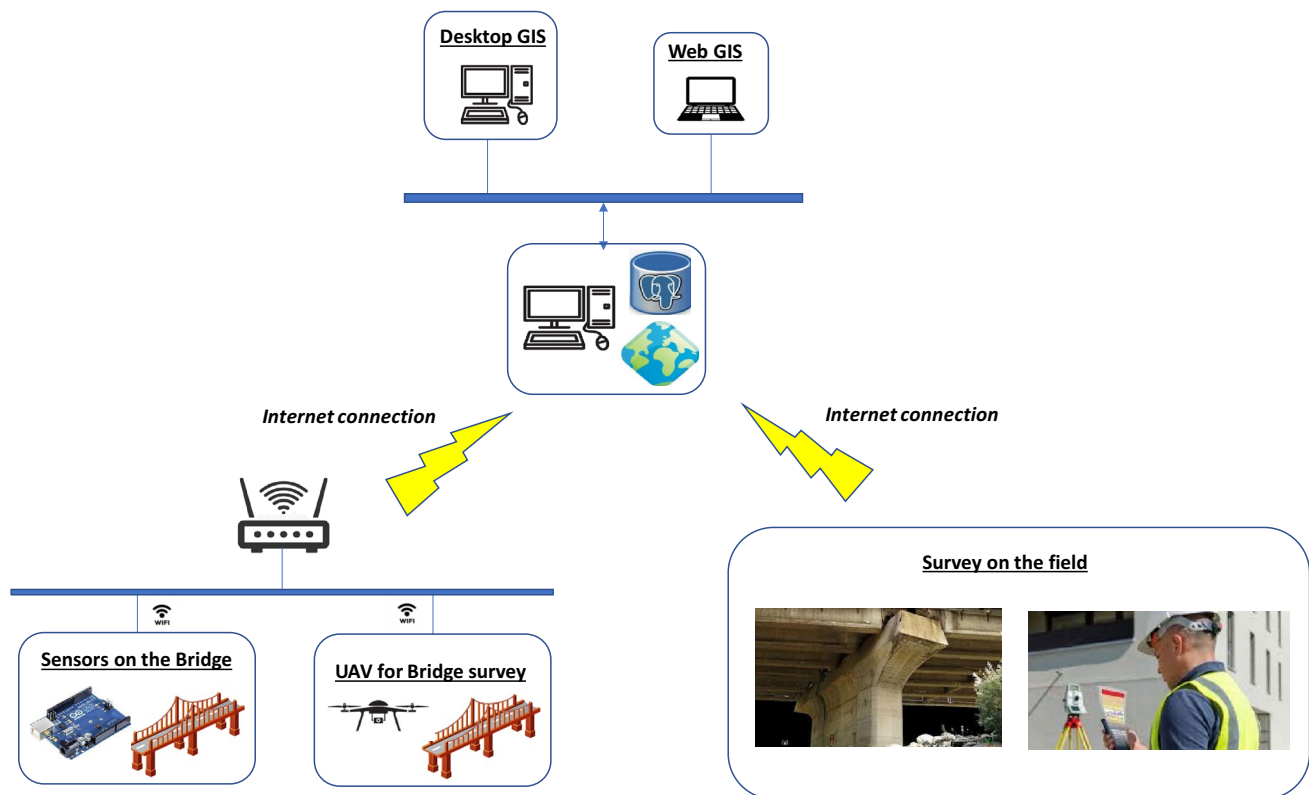 Desktop GIS
Web GIS
Internet connection
Internet connection
WIFI
WIFI
Sensors on the Bridge
UAV for Bridge survey
Survey on the field